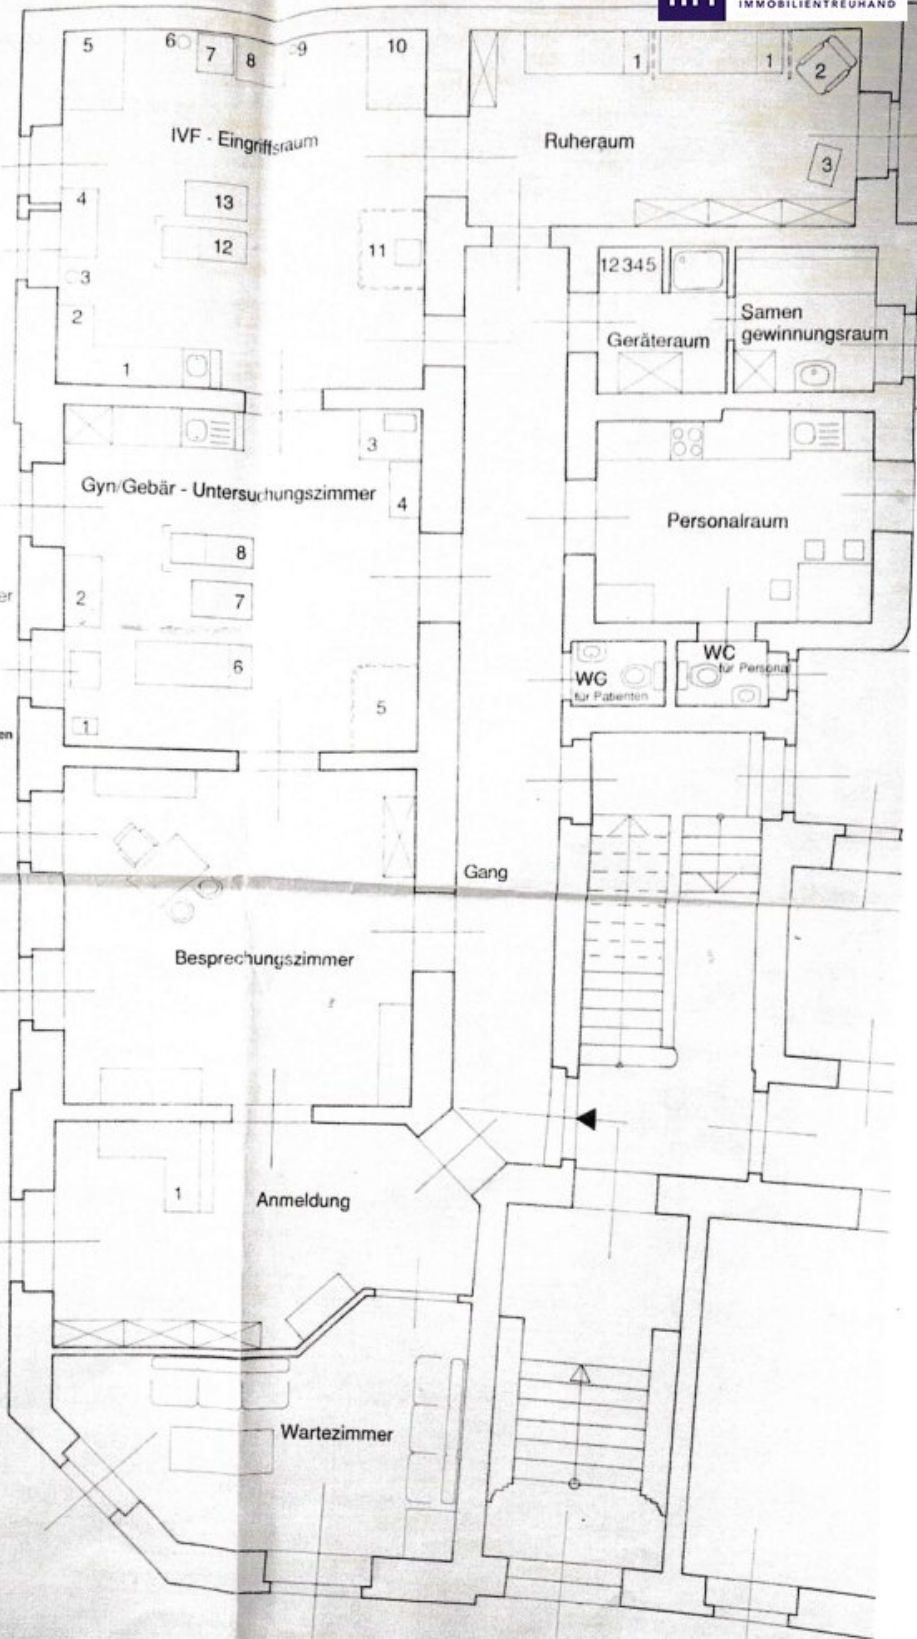 IMMOBILIENTREUHAND
5
6
7
8
9
10
1
1
2
IVF - Eingriffsraum
Ruheraum
3
4
13
12
11
3
2
1
12345
Geräteraum
Samen
gewinnungsraum
3
Gyn/Gebär - Untersuchungszimmer
4
Personalraum
8
er
2
7
6
WC
für Patienten
WC
für Personal
5
en
1
Gang
Besprechungszimmer
1
Anmeldung
Wartezimmer